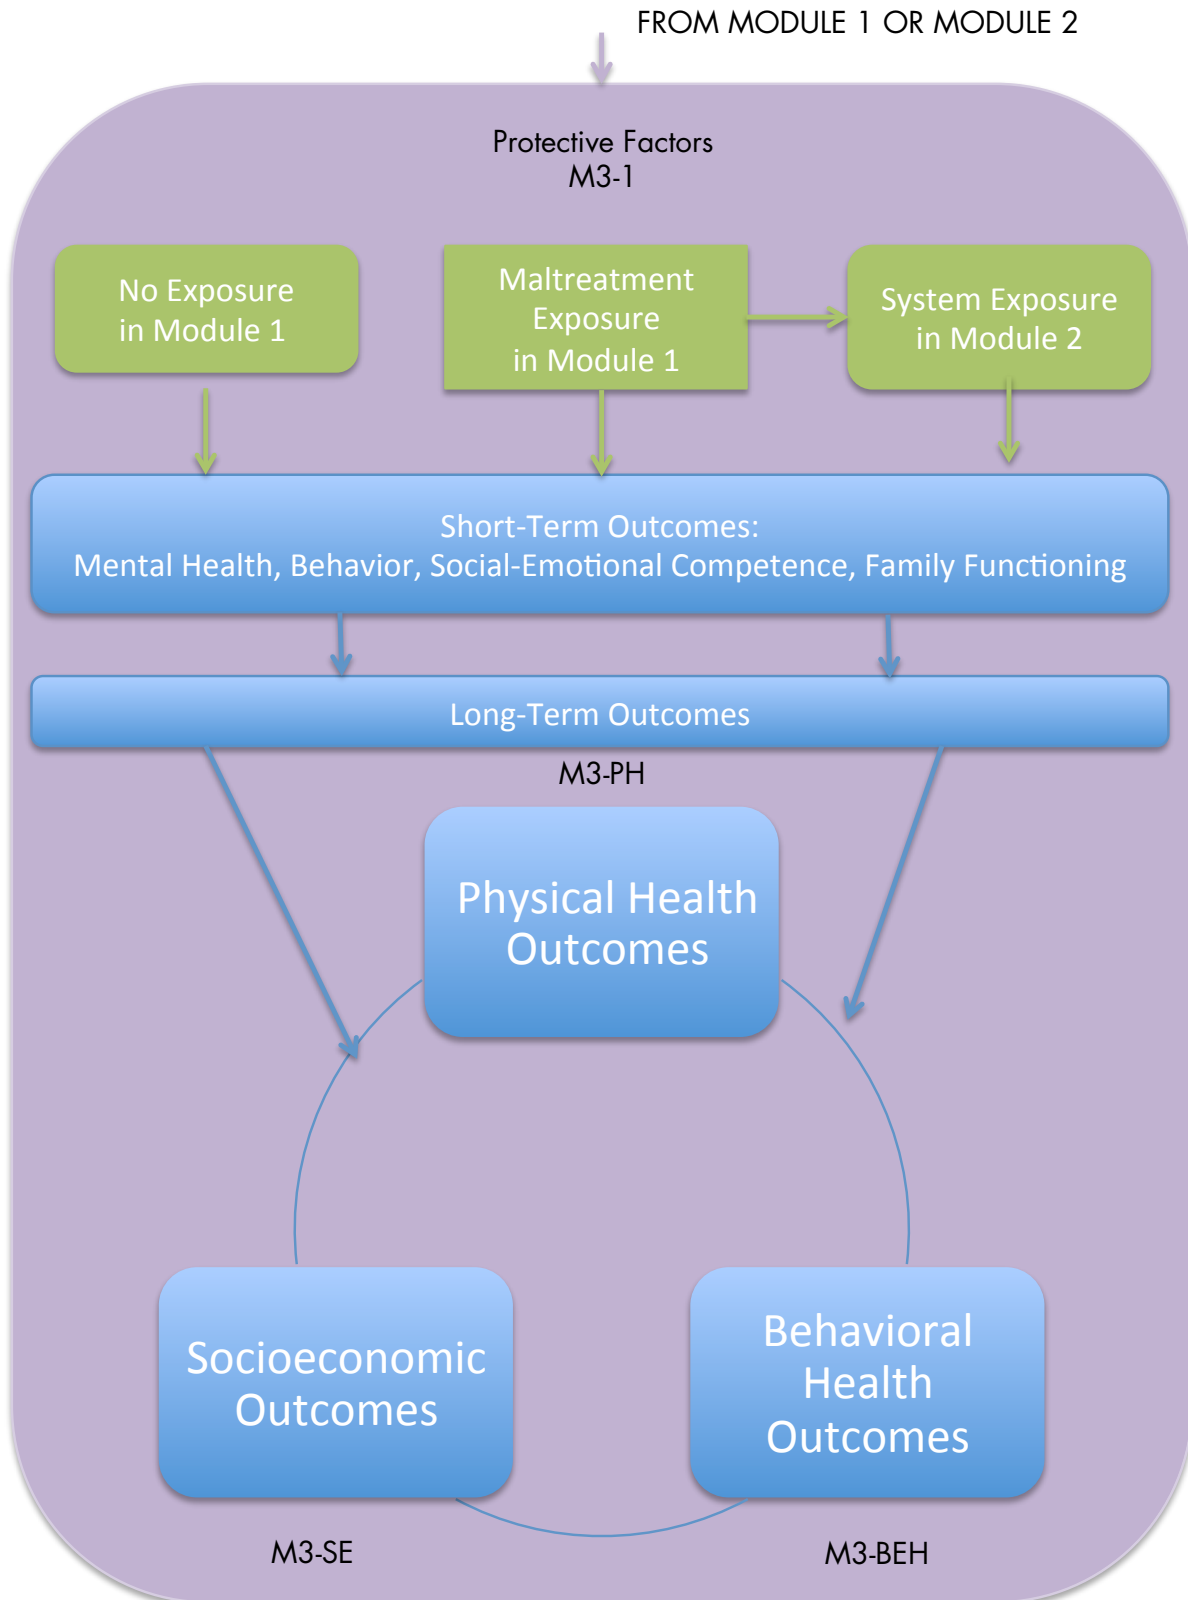 FROM MODULE 1 OR MODULE 2
Protective Factors
M3-1
No Exposure
in Module 1
Maltreatment
Exposure
in Module 1
System Exposure
in Module 2
Short-Term Outcomes:
Mental Health, Behavior, Social-Emotional Competence, Family Functioning
Long-Term Outcomes
M3-PH
Physical Health
Outcomes
Socioeconomic
Outcomes
Behavioral
Health
Outcomes
M3-SE
M3-BEH